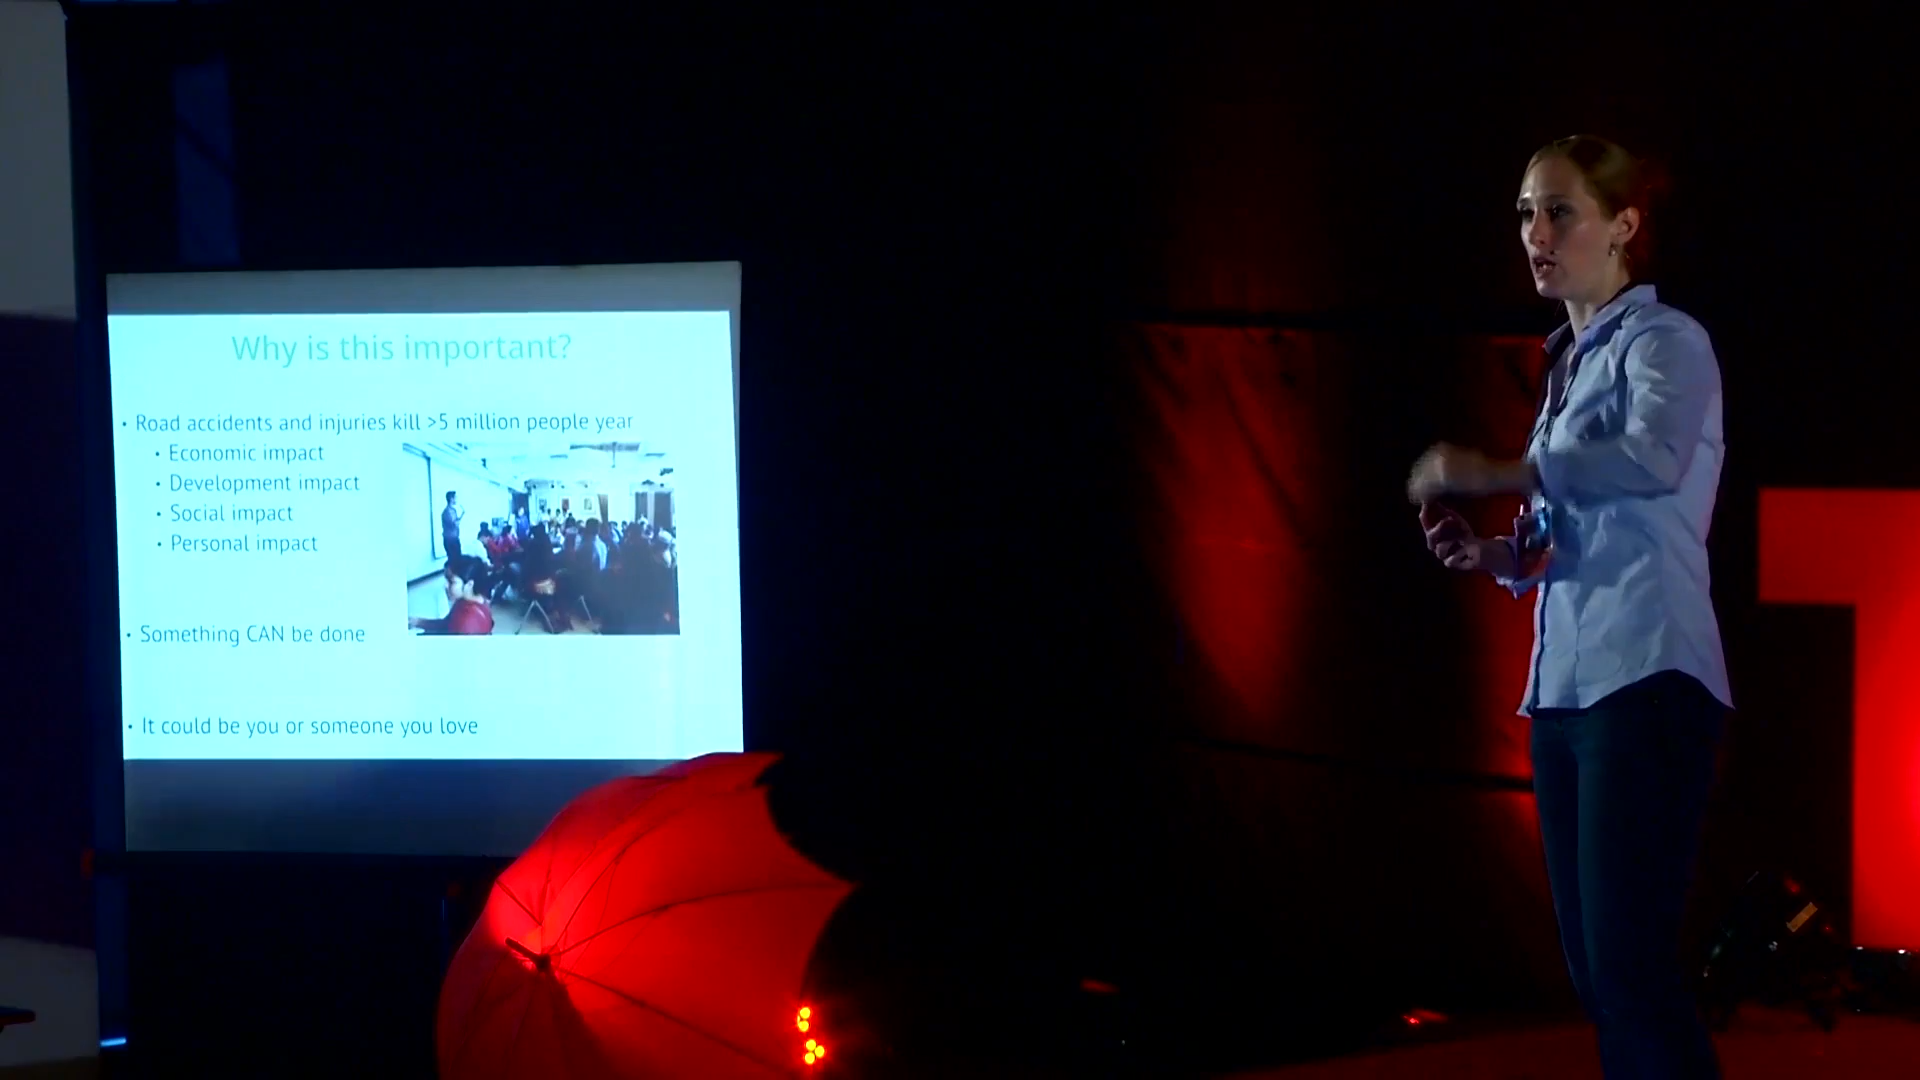 Why is this important?
• Road accidents and injuries kill >5 million people year
• Economic impact
• Development impact
• Social impact
• Personal impact
• Something CAN be done
• It could be you or someone you love
T